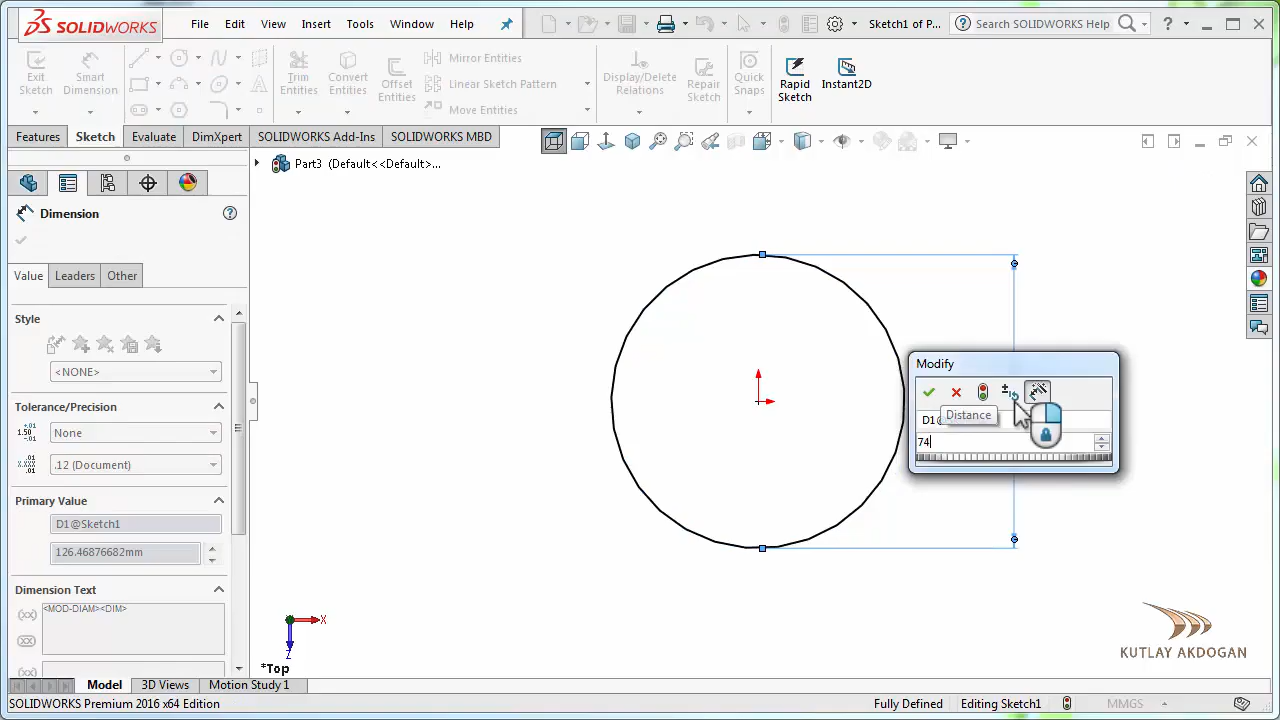 SOLIDWORKS
File Edit View Insert Tools Window Help
Sketch1 of P...
Search SOLIDWORKS Help
?
Exit Sketch
Smart Dimension
Trim Entities
Convert Entities
Offset Entities
Mirror Entities
Linear Sketch Pattern
Move Entities
Display/Delete Relations
Repair Sketch
Quick Snaps
Rapid Sketch
Instant2D
Features Sketch Evaluate DimXpert SOLIDWORKS Add-Ins SOLIDWORKS MBD
Part3 (Default<<Default>...
Dimension
?
Value Leaders Other
Style
<NONE>
Tolerance/Precision
None
.12 (Document)
Primary Value
D1@Sketch1
126.46876682mm
Dimension Text
<MOD-DIAM><DIM>
Modify
D1@
Distance
74
X
Z
*Top
KUTLAY AKDOGAN
Model 3D Views Motion Study 1
SOLIDWORKS Premium 2016 x64 Edition
Fully Defined Editing Sketch1 MMGS